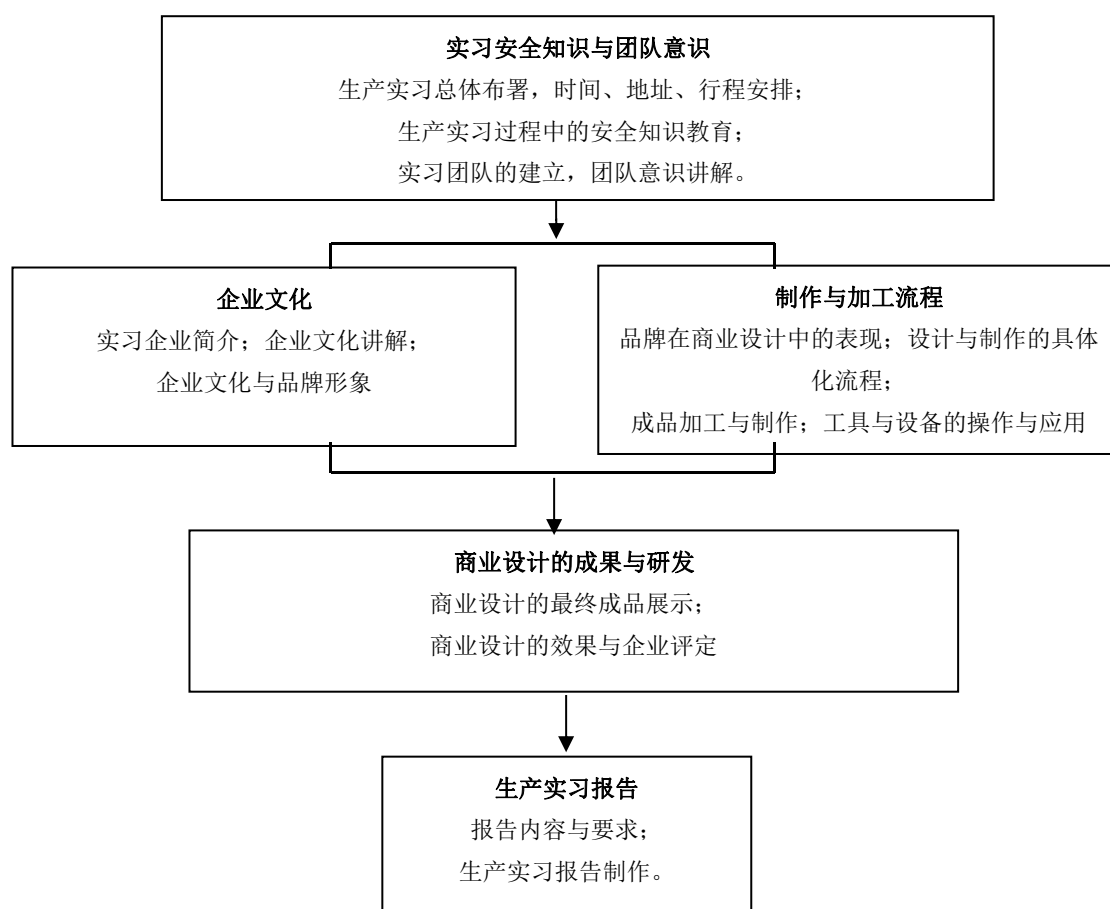 实习安全知识与团队意识
生产实习总体布署，时间、地址、行程安排；
生产实习过程中的安全知识教育；
实习团队的建立，团队意识讲解。
企业文化
实习企业简介；企业文化讲解；
企业文化与品牌形象
制作与加工流程
品牌在商业设计中的表现；设计与制作的具体
化流程；
成品加工与制作；工具与设备的操作与应用
商业设计的成果与研发
商业设计的最终成品展示；
商业设计的效果与企业评定
生产实习报告
报告内容与要求；
生产实习报告制作。